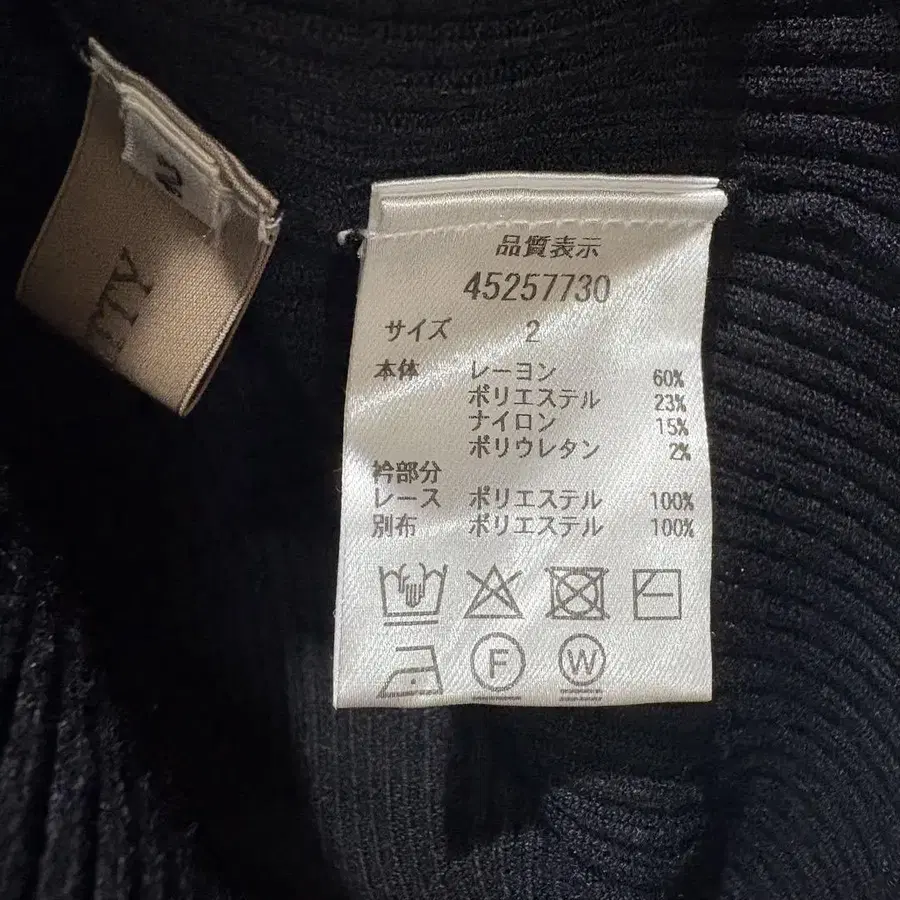 2
TTY
品質表示
45257730
サイズ 2
本体 レーヨン 60%
ポリエステル 23%
ナイロン 15%
ポリウレタン 2%
衿部分
レース ポリエステル 100%
別布 ポリエステル 100%
F W